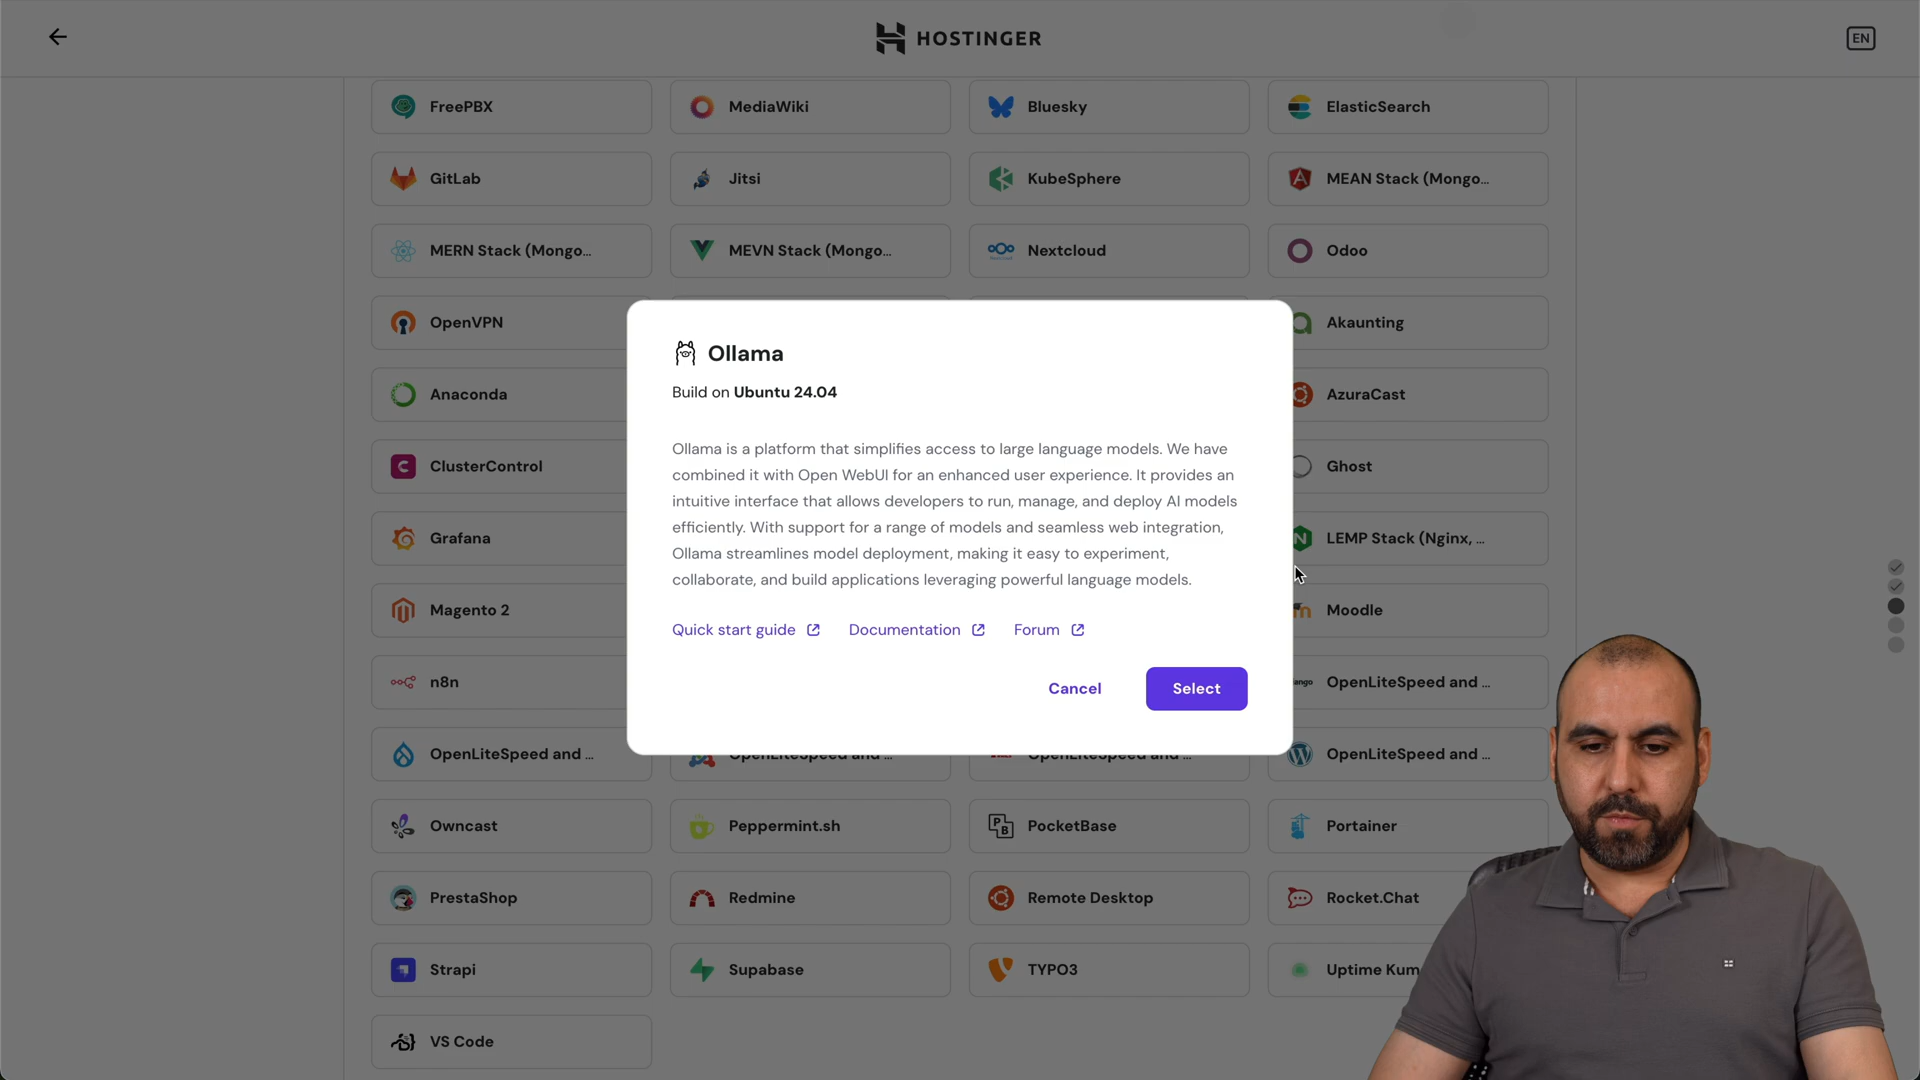 HOSTINGER
EN
FreePBX
MediaWiki
Bluesky
ElasticSearch
GitLab
Jitsi
KubeSphere
MEAN Stack (Mongo...
MERN Stack (Mongo...
MEVN Stack (Mongo...
Nextcloud
Odoo
OpenVPN
Akaunting
Anaconda
AzuraCast
ClusterControl
Ghost
Grafana
LEMP Stack (Nginx, ...
Magento 2
Moodle
n8n
OpenLiteSpeed and ...
Ollama
Build on Ubuntu 24.04
Ollama is a platform that simplifies access to large language models. We have
combined it with Open WebUI for an enhanced user experience. It provides an
intuitive interface that allows developers to run, manage, and deploy AI models
efficiently. With support for a range of models and seamless web integration,
Ollama streamlines model deployment, making it easy to experiment,
collaborate, and build applications leveraging powerful language models.
Quick start guide
Documentation
Forum
Cancel
Select
OpenLiteSpeed and ...
OpenLiteSpeed and ...
OpenLiteSpeed and ...
OpenLiteSpeed and ...
Owncast
Peppermint.sh
PocketBase
Portainer
PrestaShop
Redmine
Remote Desktop
Rocket.Chat
Strapi
Supabase
TYPO3
Uptime Kum
VS Code